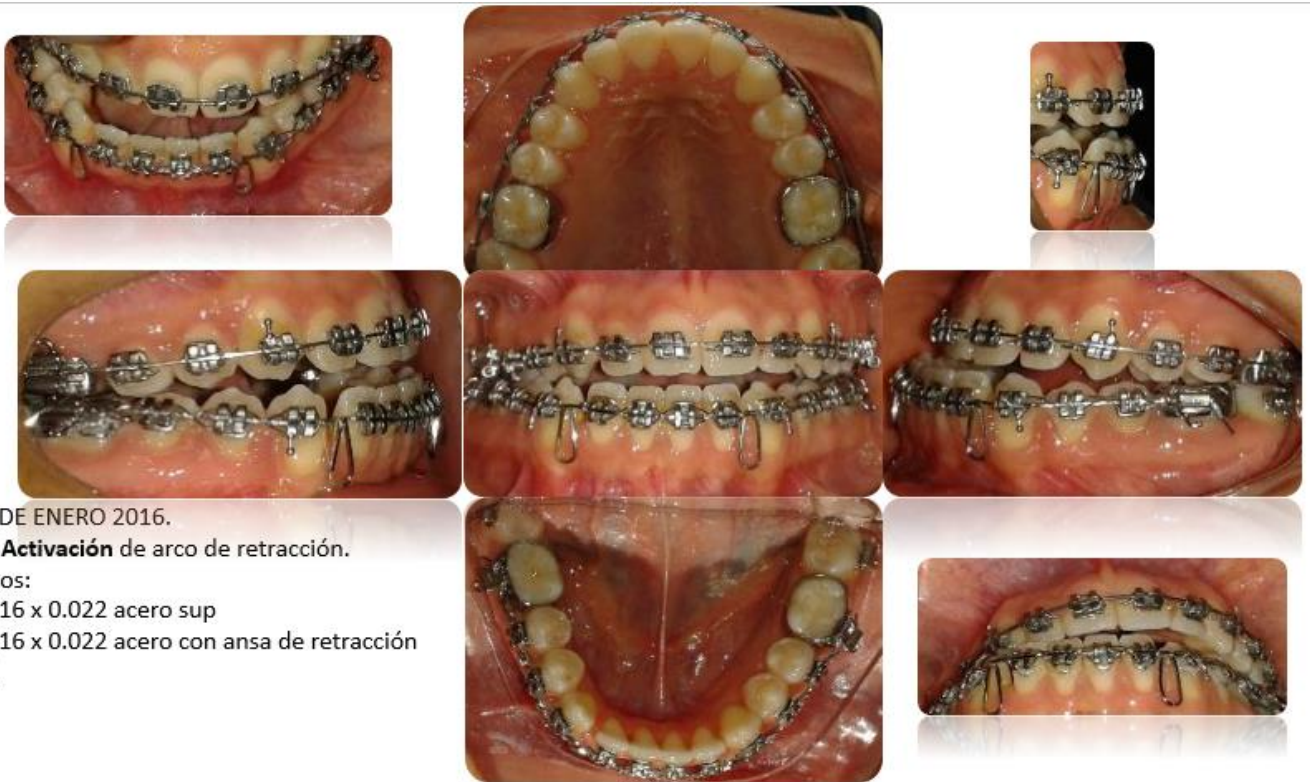 DE ENERO 2016.
Activación de arco de retracción.
os:
16 x 0.022 acero sup
16 x 0.022 acero con ansa de retracción